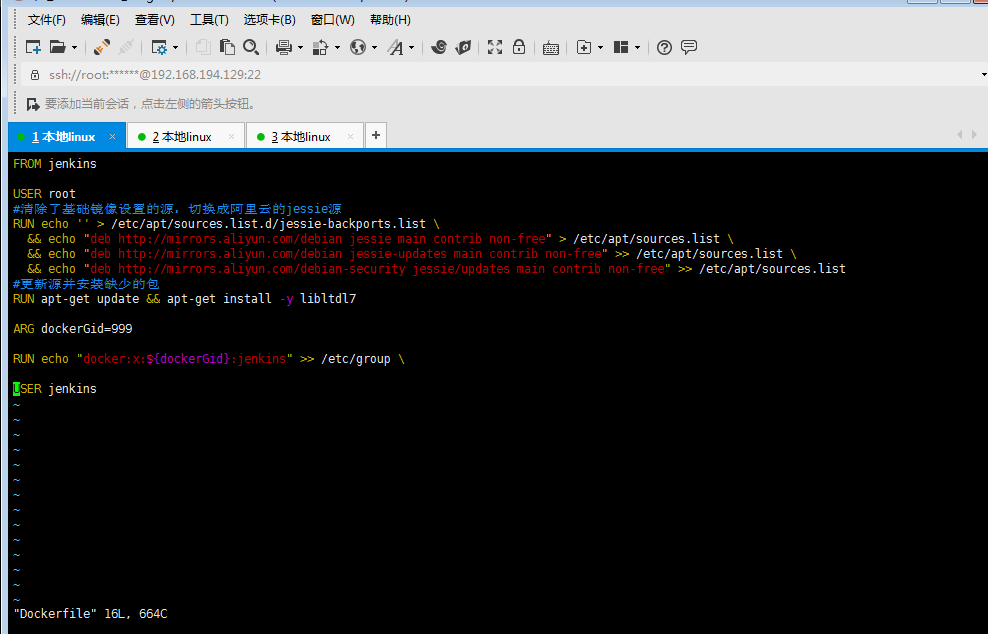 文件(F) 编辑(E) 查看(V) 工具(T) 选项卡(B) 窗口(W) 帮助(H)
ssh://root:******@192.168.194.129:22
要添加当前会话，点击左侧的箭头按钮。
1 本地linux × 2 本地linux × 3 本地linux × +
FROM jenkins
USER root
#清除了基础镜像设置的源，切换成阿里云的jessie源
RUN echo '' > /etc/apt/sources.list.d/jessie-backports.list \
&& echo "deb http://mirrors.aliyun.com/debian jessie main contrib non-free" > /etc/apt/sources.list \
&& echo "deb http://mirrors.aliyun.com/debian jessie-updates main contrib non-free" >> /etc/apt/sources.list \
&& echo "deb http://mirrors.aliyun.com/debian-security jessie/updates main contrib non-free" >> /etc/apt/sources.list
#更新源并安装缺少的包
RUN apt-get update && apt-get install -y libltdl7
ARG dockerGid=999
RUN echo "docker:x:${dockerGid}:jenkins" >> /etc/group \
USER jenkins
~
~
~
~
~
~
~
~
~
~
~
~
~
~
"Dockerfile" 16L, 664C